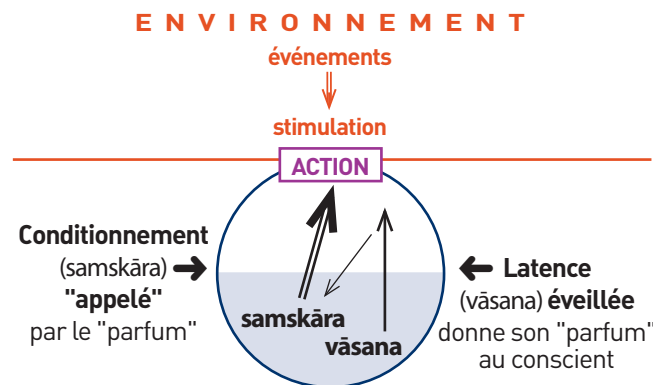 ENVIRONNEMENT
événements
stimulation
ACTION
Conditionnement
(samskāra)
"appelé"
par le "parfum"
samskāra
vāsana
Latence
(vāsana) éveillée
donne son "parfum"
au conscient